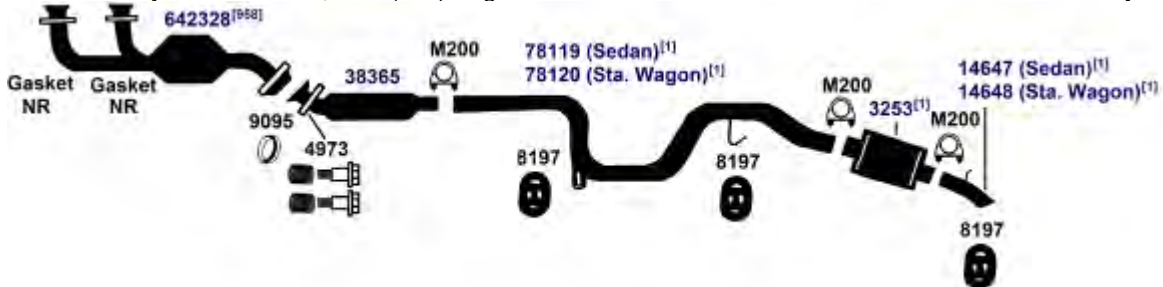 642328[958]
Gasket
NR
Gasket
NR
9095
4973
38365
M200
78119 (Sedan)[1]
78120 (Sta. Wagon)[1]
8197
8197
M200
3253[1]
M200
14647 (Sedan)[1]
14648 (Sta. Wagon)[1]
8197